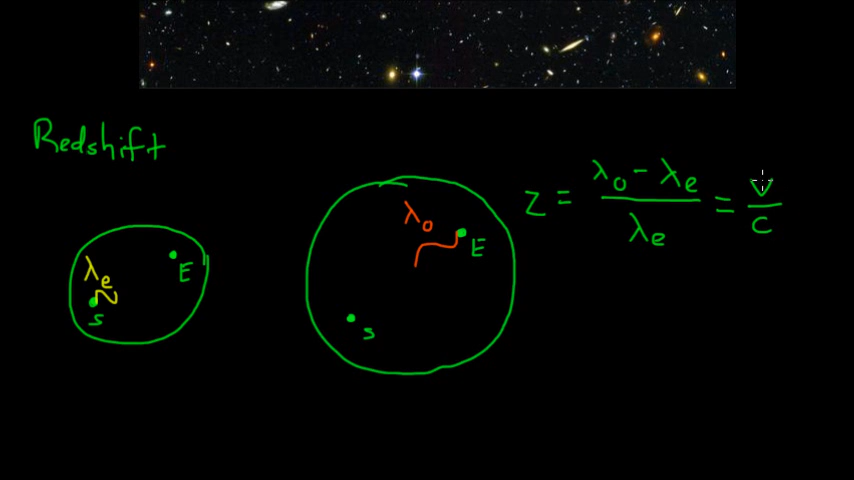 Redshift
λe
S
E
λo
E
S
z = (λo - λe) / λe = v / c